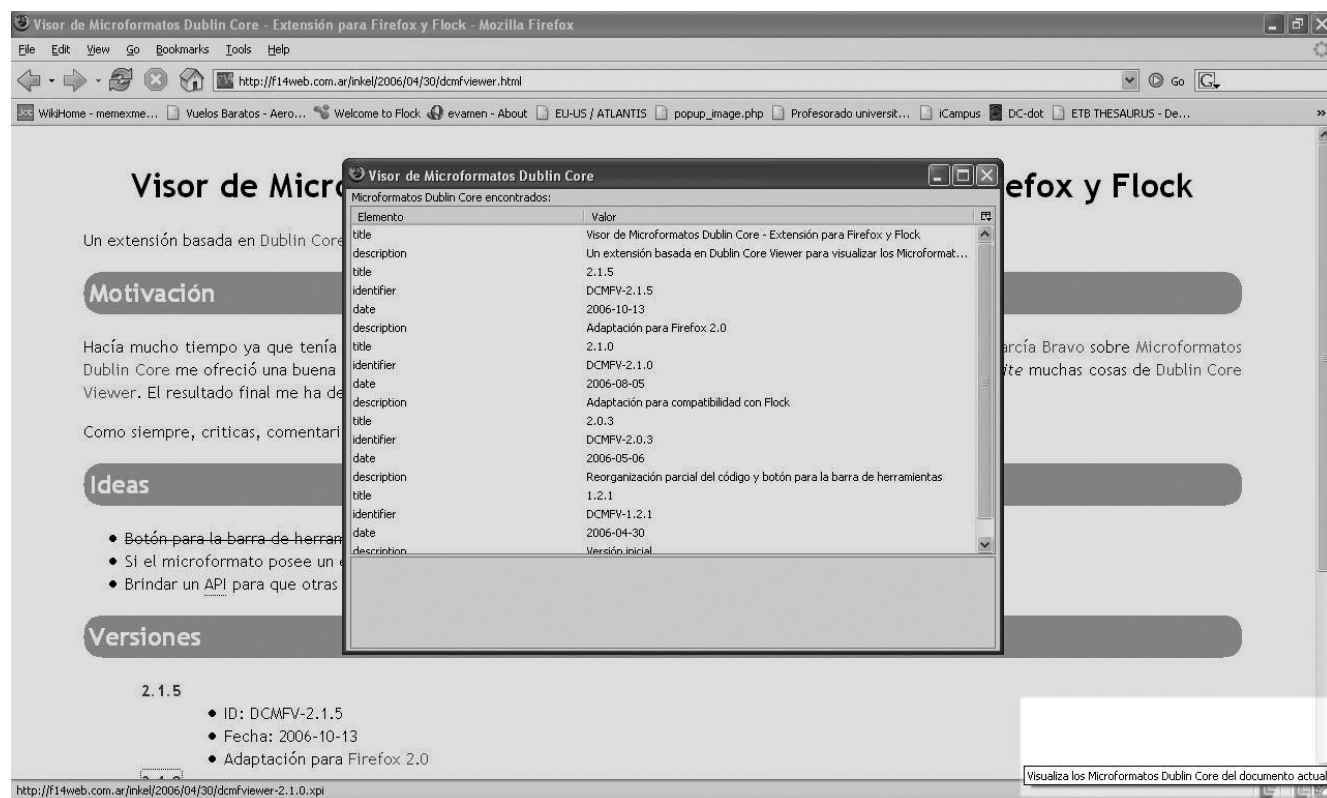 Visor de Microformatos Dublin Core - Extensión para Firefox y Flock - Mozilla Firefox
File Edit View Go Bookmarks Tools Help
http://f14web.com.ar/inkel/2006/04/30/dcmfviewer.html Go G
WikiHome - memexme... Vuelos Baratos - Aero... Welcome to Flock evamen - About EU-US / ATLANTIS popup_image.php Profesorado universit... iCampus DC-dot ETB THESAURUS - De... »
Visor de Micro
efox y Flock
Un extensión basada en Dublin Core
Motivación
Hacía mucho tiempo ya que tenía
arcía Bravo sobre Microformatos
Dublin Core me ofreció una buena
ite muchas cosas de Dublin Core
Viewer. El resultado final me ha de
Como siempre, criticas, comentari
Ideas
Botón para la barra de herram
Si el microformato posee un e
Brindar un API para que otras
Versiones
2.1.5
ID: DCMFV-2.1.5
Fecha: 2006-10-13
Adaptación para Firefox 2.0
2.1.0
Visor de Microformatos Dublin Core
Microformatos Dublin Core encontrados:
Elemento Valor
title Visor de Microformatos Dublin Core - Extensión para Firefox y Flock
description Un extensión basada en Dublin Core Viewer para visualizar los Microformat...
title 2.1.5
identifier DCMFV-2.1.5
date 2006-10-13
description Adaptación para Firefox 2.0
title 2.1.0
identifier DCMFV-2.1.0
date 2006-08-05
description Adaptación para compatibilidad con Flock
title 2.0.3
identifier DCMFV-2.0.3
date 2006-05-06
description Reorganización parcial del código y botón para la barra de herramientas
title 1.2.1
identifier DCMFV-1.2.1
date 2006-04-30
description Versión inicial
Visualiza los Microformatos Dublin Core del documento actual
http://f14web.com.ar/inkel/2006/04/30/dcmfviewer-2.1.0.xpi